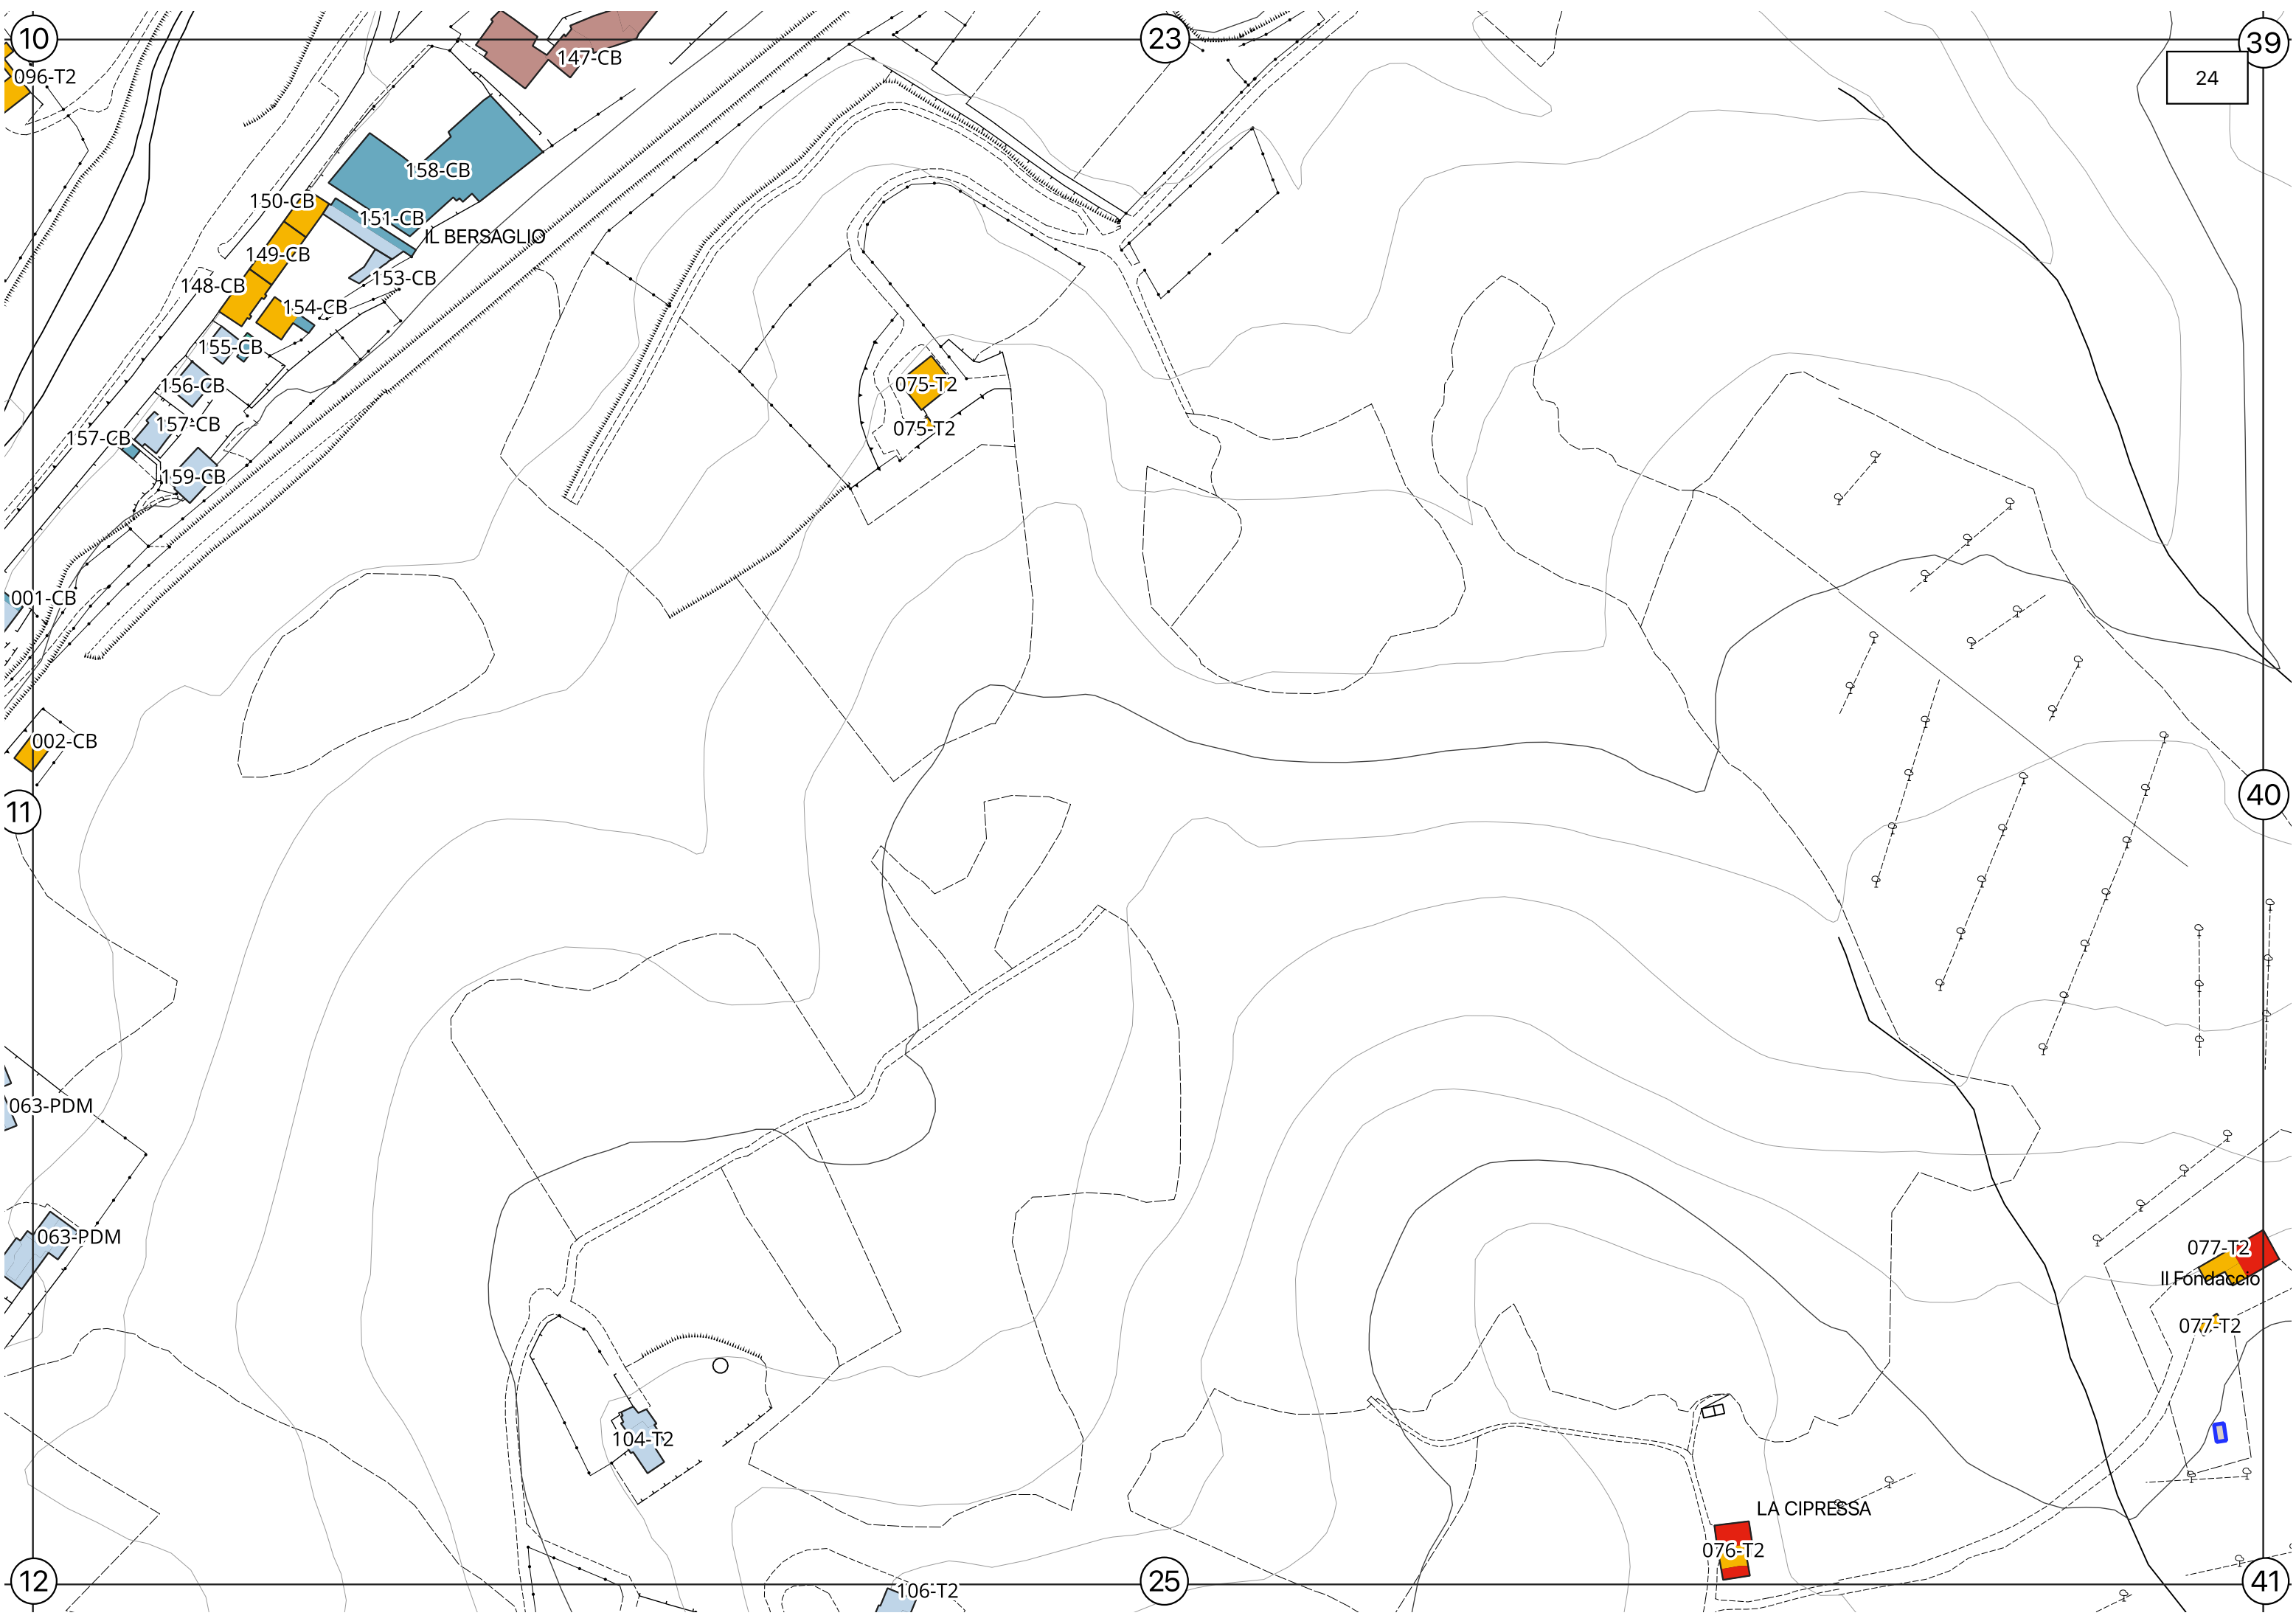 10
23
39
24
147-CB
096-T2
158-CB
150-CB
151-CB
IL BERSAGLIO
149-CB
153-CB
148-CB
154-CB
155-CB
156-CB
075-T2
157-CB
075-T2
157-CB
159-CB
001-CB
002-CB
11
40
063-PDM
063-PDM
077-T2
Il Fondaccio
077-T2
104-T2
LA CIPRESSA
076-T2
12
25
41
106-T2